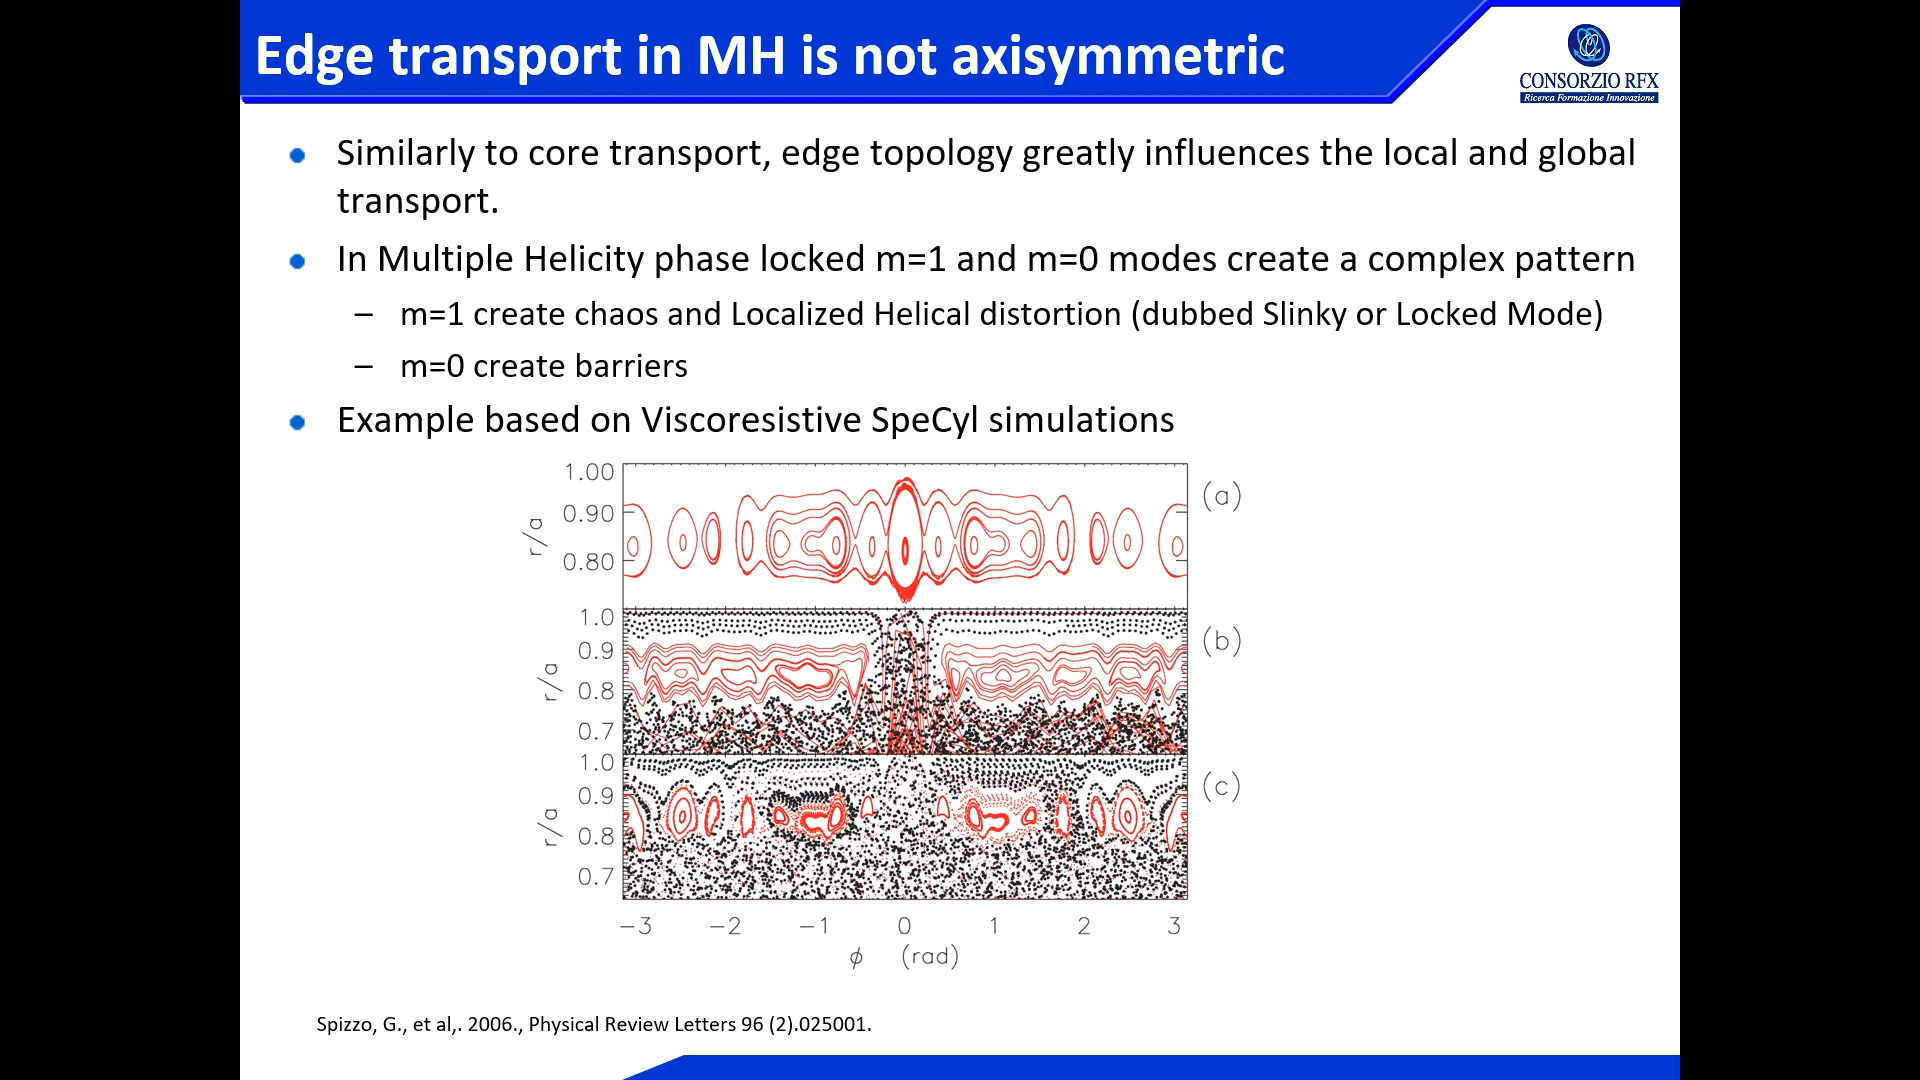 Edge transport in MH is not axisymmetric
CONSORZIO RFX
Ricerca Formazione Innovazione
Similarly to core transport, edge topology greatly influences the local and global
transport.
In Multiple Helicity phase locked m=1 and m=0 modes create a complex pattern
– m=1 create chaos and Localized Helical distortion (dubbed Slinky or Locked Mode)
– m=0 create barriers
Example based on Viscoresistive SpeCyl simulations
1.00
0.90
0.80
r/a
(a)
1.0
0.9
0.8
0.7
r/a
(b)
1.0
0.9
0.8
0.7
r/a
(c)
−3 −2 −1 0 1 2 3
ϕ (rad)
Spizzo, G., et al,. 2006., Physical Review Letters 96 (2).025001.